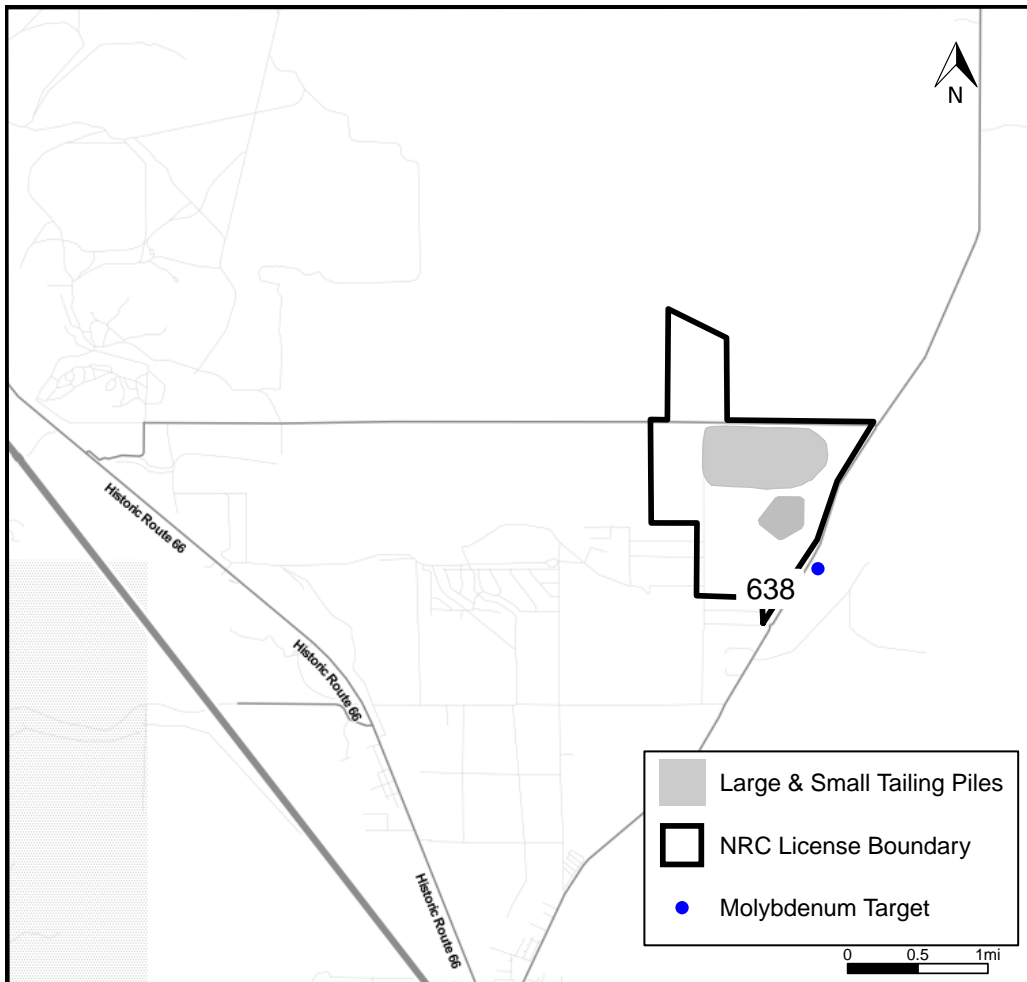 N
Historic Route 66
Historic Route 66
638
Large & Small Tailing Piles
NRC License Boundary
Historic Route 66
Molybdenum Target
0 0.5 1mi